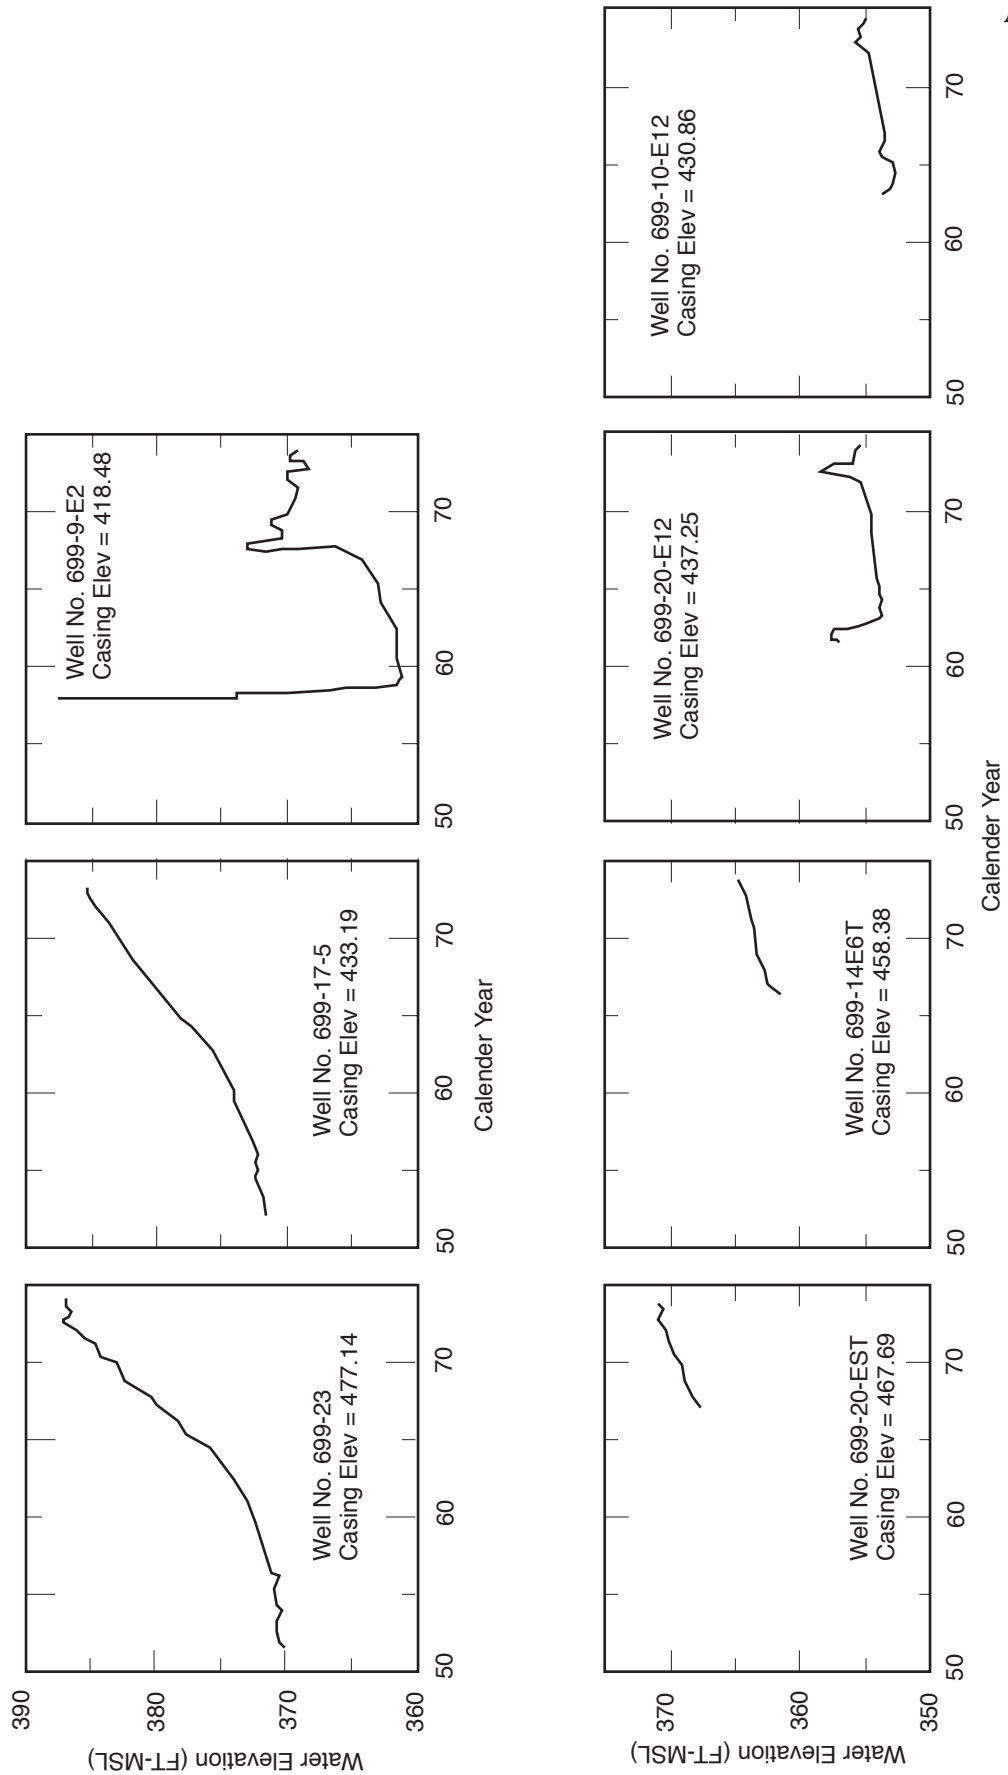 Water Elevation (FT-MSL)
390
380
370
360
Well No. 699-23
Casing Elev = 477.14
Well No. 699-17-5
Casing Elev = 433.19
Well No. 699-9-E2
Casing Elev = 418.48
50 60 70 50 60 70 50 60 70
Calender Year
Water Elevation (FT-MSL)
370
360
350
Well No. 699-20-EST
Casing Elev = 467.69
Well No. 699-14E6T
Casing Elev = 458.38
Well No. 699-20-E12
Casing Elev = 437.25
Well No. 699-10-E12
Casing Elev = 430.86
50 60 70 50 60 70 50 60 70 50 60 70
Calender Year